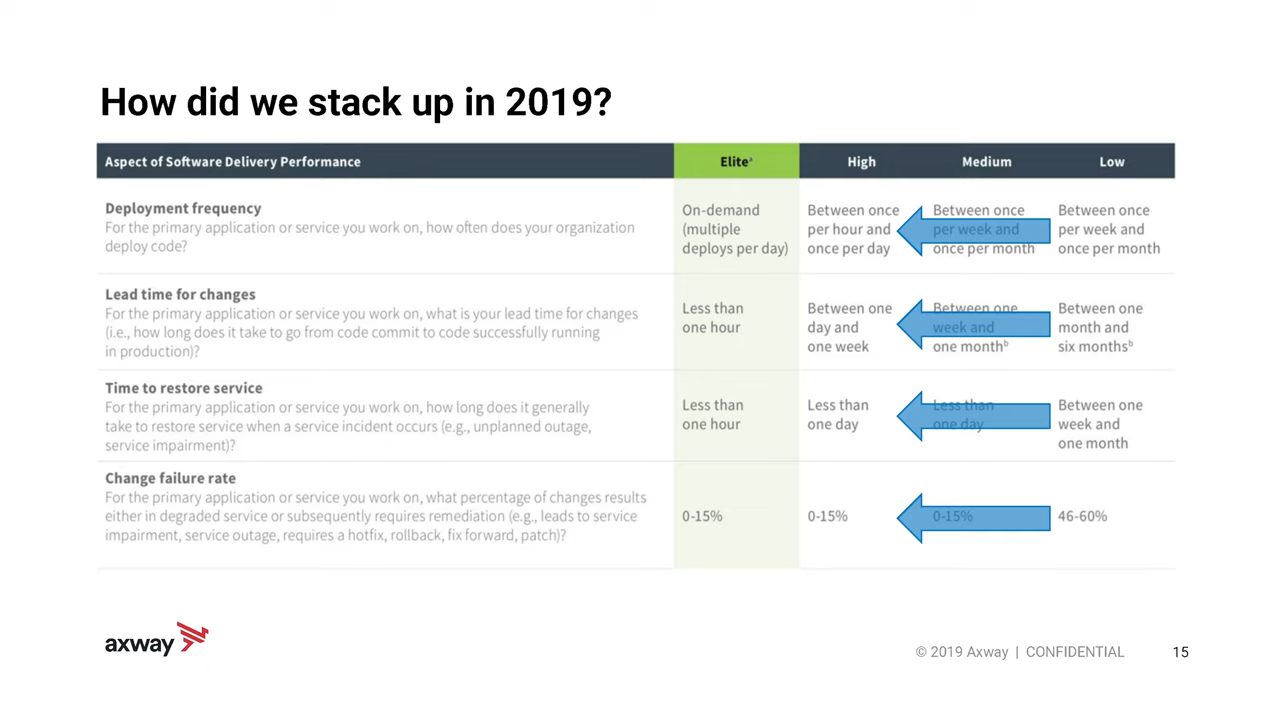 How did we stack up in 2019?
Aspect of Software Delivery Performance
Eliteᵃ
High
Medium
Low
Deployment frequency
For the primary application or service you work on, how often does your organization
deploy code?
On-demand
(multiple
deploys per day)
Between once
per hour and
once per day
Between once
per week and
once per month
Between once
per week and
once per month
Lead time for changes
For the primary application or service you work on, what is your lead time for changes
(i.e., how long does it take to go from code commit to code successfully running
in production)?
Less than
one hour
Between one
day and
one week
Between one
week and
one monthᵇ
Between one
month and
six monthsᵇ
Time to restore service
For the primary application or service you work on, how long does it generally
take to restore service when a service incident occurs (e.g., unplanned outage,
service impairment)?
Less than
one hour
Less than
one day
Less than
one day
Between one
week and
one month
Change failure rate
For the primary application or service you work on, what percentage of changes results
either in degraded service or subsequently requires remediation (e.g., leads to service
impairment, service outage, requires a hotfix, rollback, fix forward, patch)?
0-15%
0-15%
0-15%
46-60%
axway
© 2019 Axway | CONFIDENTIAL
15